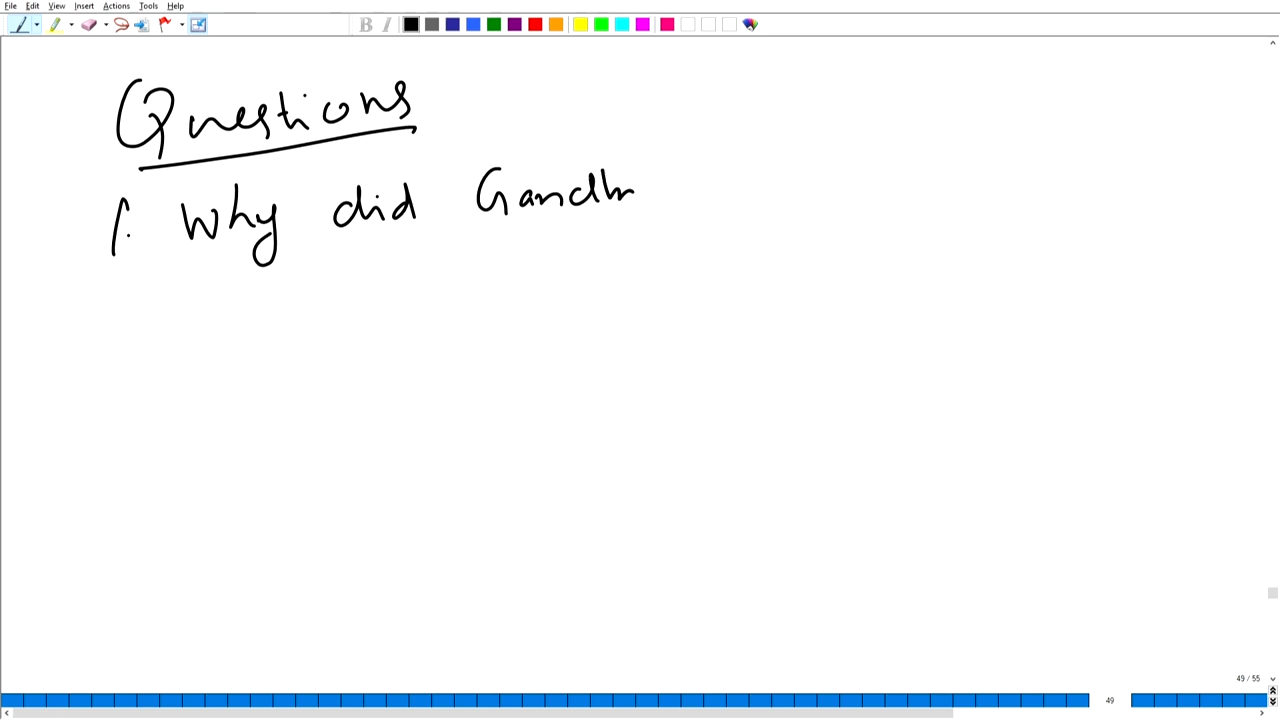 File Edit View Insert Actions Tools Help
B I
Questions
1. Why did Gandh
49 / 55
49